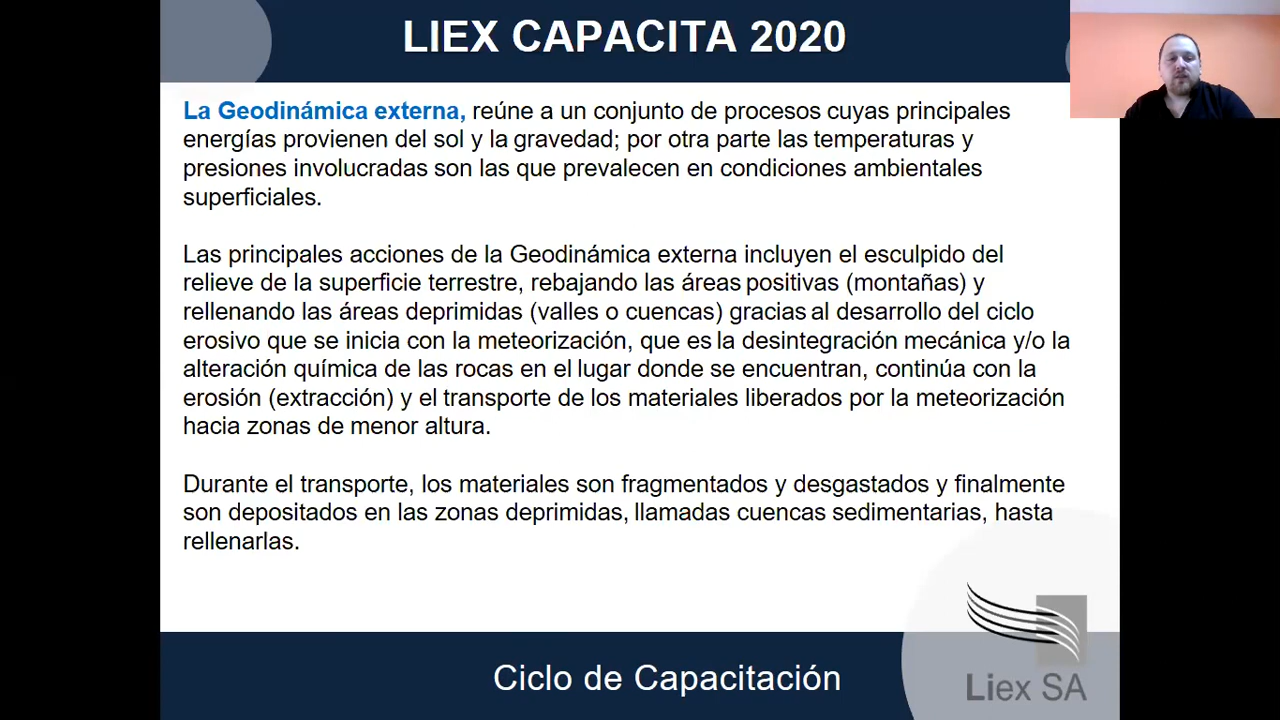 LIEX CAPACITA 2020
La Geodinámica externa, reúne a un conjunto de procesos cuyas principales
energías provienen del sol y la gravedad; por otra parte las temperaturas y
presiones involucradas son las que prevalecen en condiciones ambientales
superficiales.
Las principales acciones de la Geodinámica externa incluyen el esculpido del
relieve de la superficie terrestre, rebajando las áreas positivas (montañas) y
rellenando las áreas deprimidas (valles o cuencas) gracias al desarrollo del ciclo
erosivo que se inicia con la meteorización, que es la desintegración mecánica y/o la
alteración química de las rocas en el lugar donde se encuentran, continúa con la
erosión (extracción) y el transporte de los materiales liberados por la meteorización
hacia zonas de menor altura.
Durante el transporte, los materiales son fragmentados y desgastados y finalmente
son depositados en las zonas deprimidas, llamadas cuencas sedimentarias, hasta
rellenarlas.
Ciclo de Capacitación
Liex SA